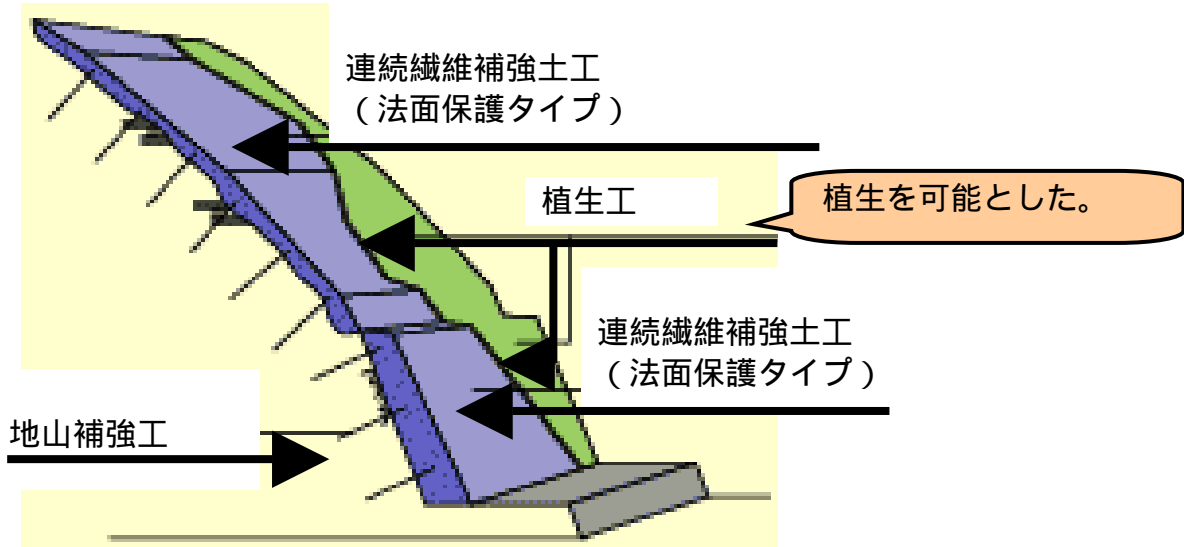 連続繊維補強土工
（法面保護タイプ）
植生工
植生を可能とした。
連続繊維補強土工
（法面保護タイプ）
地山補強工